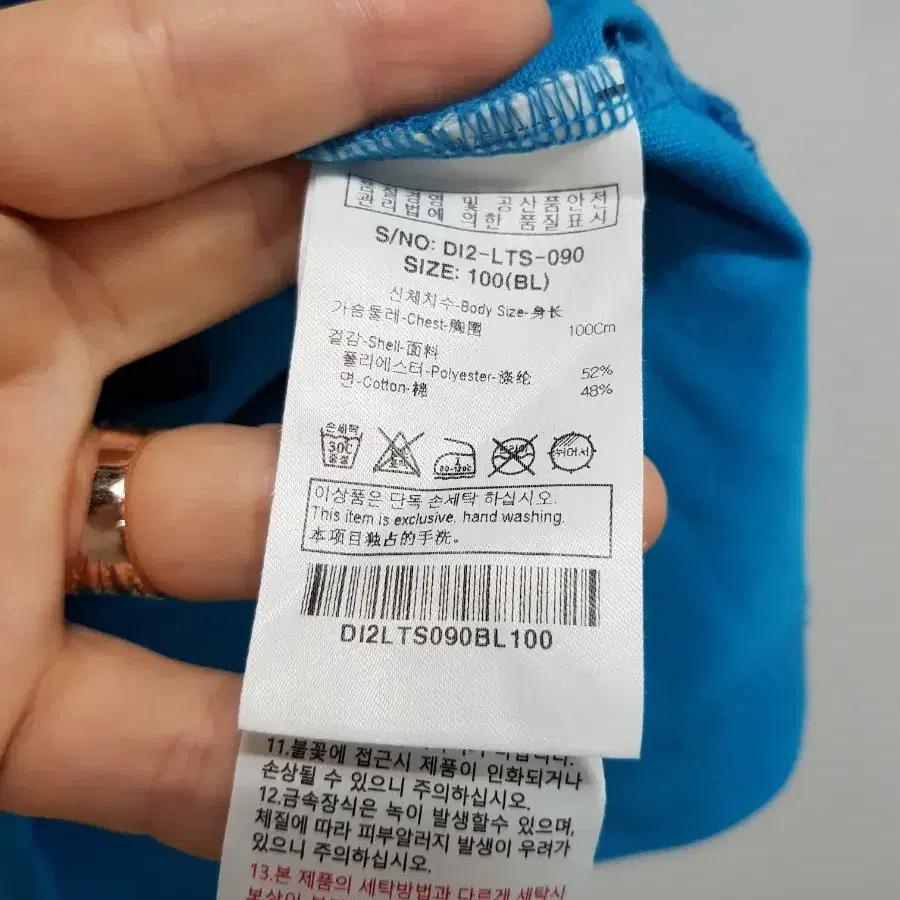 품질경영 및 공산품안전
관리법에 의한 품질표시
S/NO: DI2-LTS-090
SIZE: 100(BL)
신체치수-Body Size-身长
가슴둘레-Chest-胸围 100Cm
겉감-Shell-面料
폴리에스터-Polyester-涤纶 52%
면-Cotton-棉 48%
손세탁
30C
중성
80-120C
드라이
뉘어서
이상품은 단독 손세탁 하십시오.
This item is exclusive. hand washing.
本项目独占的手洗。
DI2LTS090BL100
11.불꽃에 접근시 제품이 인화되거나
손상될 수 있으니 주의하십시오.
12.금속장식은 녹이 발생할수 있으며,
체질에 따라 피부알러지 발생이 우려가
있으니 주의하십시오.
13.본 제품의 세탁방법과 다르게 세탁시